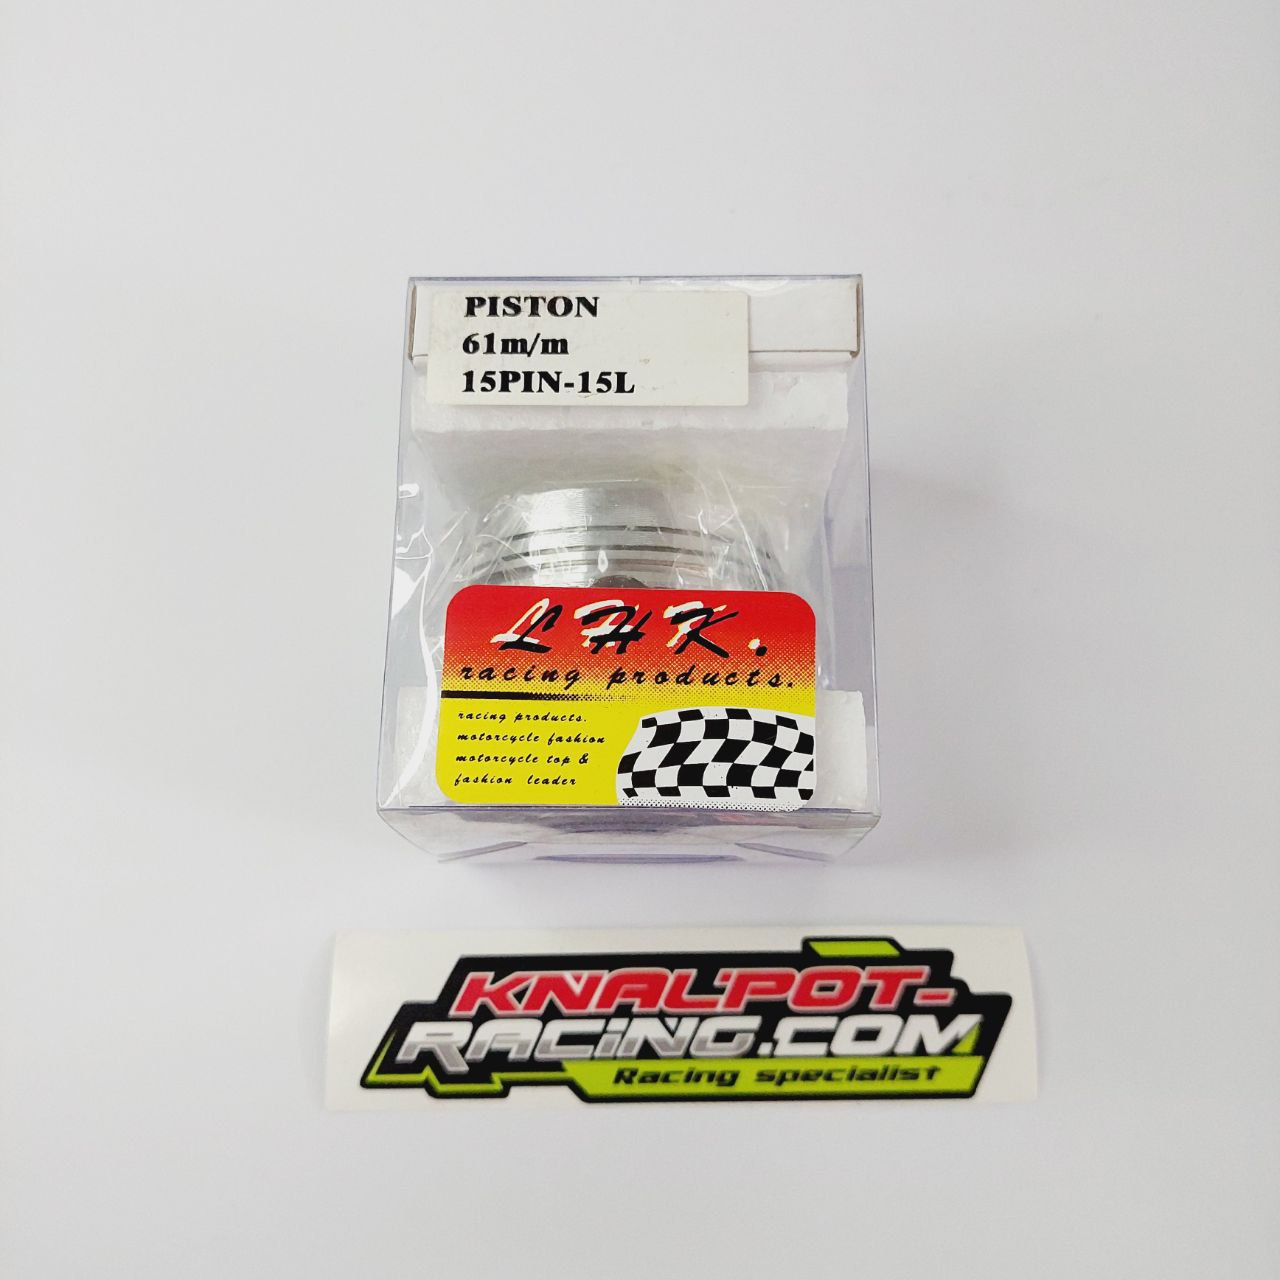 PISTON
61m/m
15PIN-15L
LHK.
racing products.
racing products.
motorcycle fashion
motorcycle top &
fashion leader
KNALPOT-
RACING.COM
Racing specialist